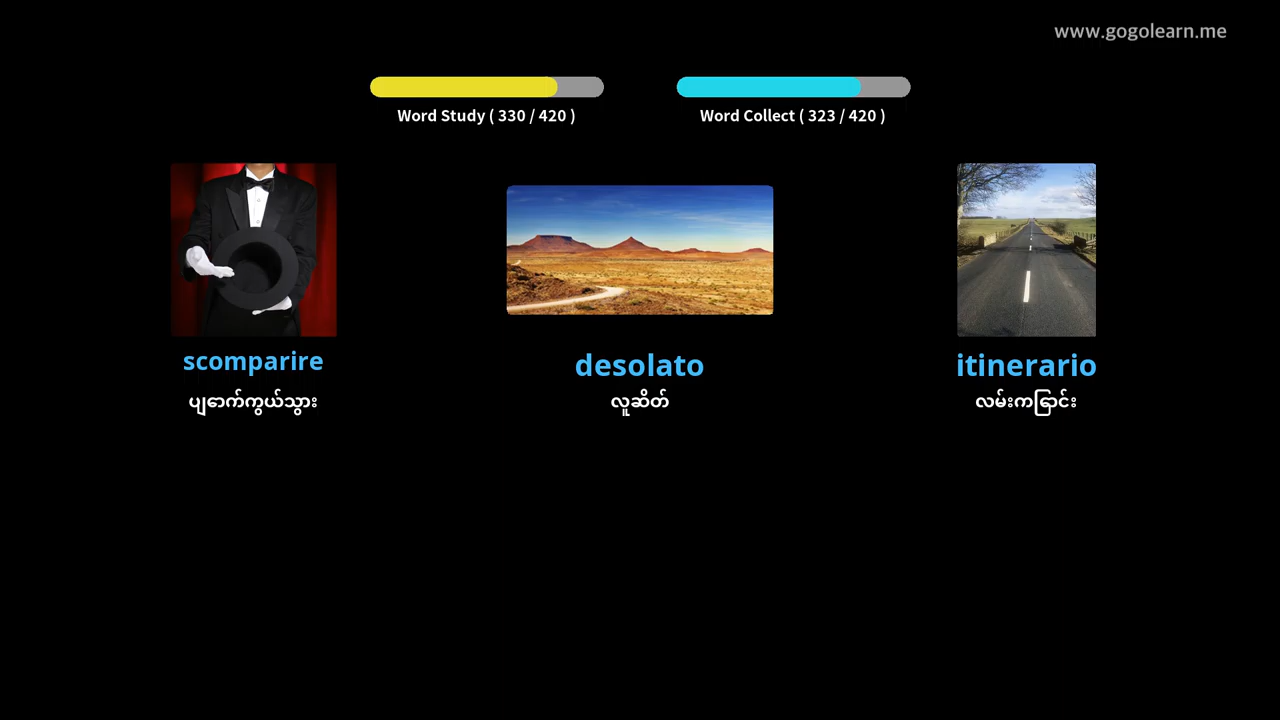 www.gogolearn.me
Word Study ( 330 / 420 )
Word Collect ( 323 / 420 )
scomparire
ပျောက်ကွယ်သွား
desolato
လူဆိတ်
itinerario
လမ်းကြောင်း